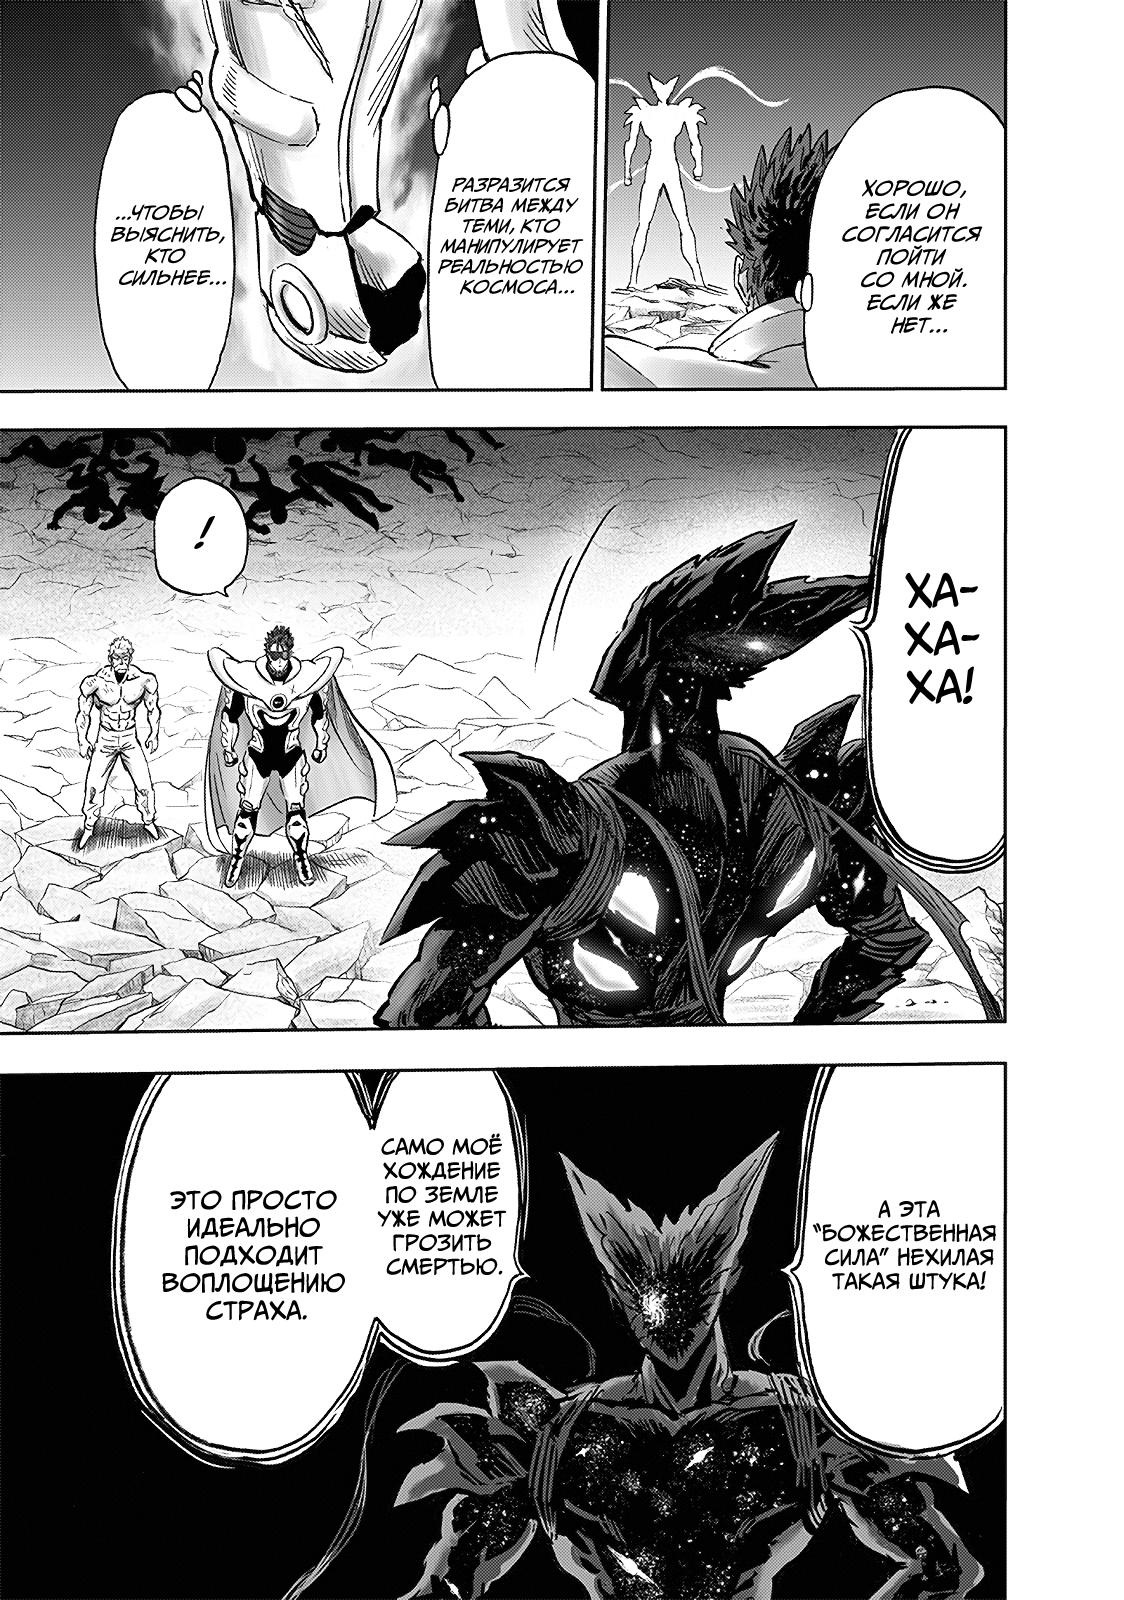 ХОРОШО,
ЕСЛИ ОН
СОГЛАСИТСЯ
ПОЙТИ
СО МНОЙ.
ЕСЛИ ЖЕ
НЕТ...
РАЗРАЗИТСЯ
БИТВА МЕЖДУ
ТЕМИ, КТО
МАНИПУЛИРУЕТ
РЕАЛЬНОСТЬЮ
КОСМОСА...
...ЧТОБЫ
ВЫЯСНИТЬ,
КТО
СИЛЬНЕЕ...
ХА-
ХА-
ХА!
!
А ЭТА
"БОЖЕСТВЕННАЯ
СИЛА" НЕХИЛАЯ
ТАКАЯ ШТУКА!
САМО МОЁ
ХОЖДЕНИЕ
ПО ЗЕМЛЕ
УЖЕ МОЖЕТ
ГРОЗИТЬ
СМЕРТЬЮ.
ЭТО ПРОСТО
ИДЕАЛЬНО
ПОДХОДИТ
ВОПЛОЩЕНИЮ
СТРАХА.